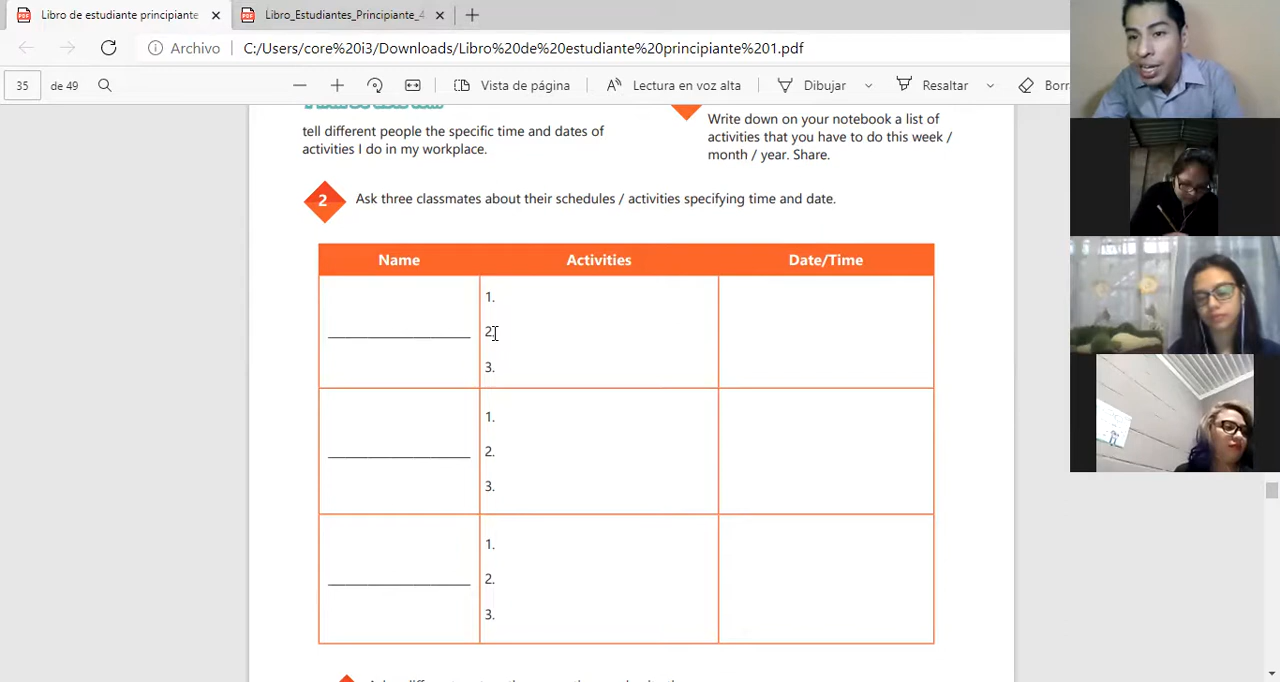 Libro de estudiante principiante
Libro_Estudiantes_Principiante_4
Archivo
C:/Users/core%20i3/Downloads/Libro%20de%20estudiante%20principiante%201.pdf
35
de 49
Vista de página
Lectura en voz alta
Dibujar
Resaltar
Borr
tell different people the specific time and dates of
activities I do in my workplace.
Write down on your notebook a list of
activities that you have to do this week /
month / year. Share.
2
Ask three classmates about their schedules / activities specifying time and date.
Name
Activities
Date/Time
1.
2.
3.
1.
2.
3.
1.
2.
3.